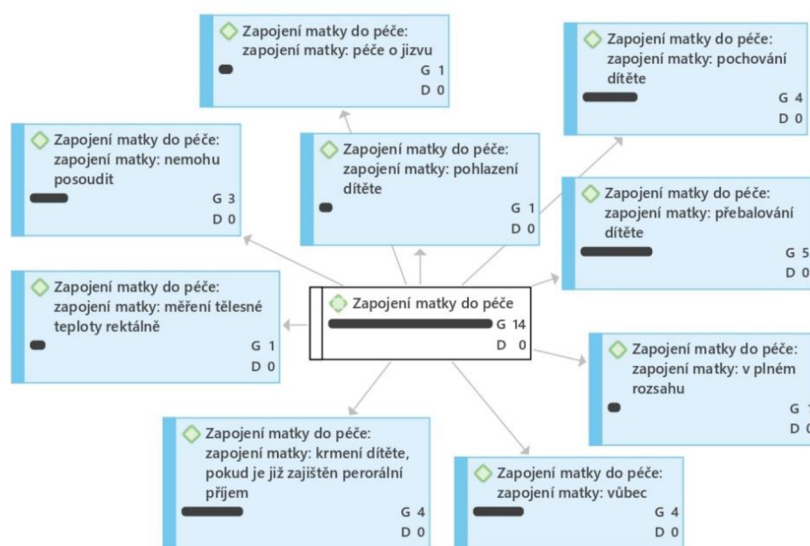 Zapojení matky do péče:
zapojení matky: péče o jizvu
G 1
D 0
Zapojení matky do péče:
zapojení matky: pochování
dítěte
G 4
D 0
Zapojení matky do péče:
zapojení matky: nemohu
posoudit
G 3
D 0
Zapojení matky do péče:
zapojení matky: pohlazení
dítěte
G 1
D 0
Zapojení matky do péče:
zapojení matky: přebalování
dítěte
G 5
D 0
Zapojení matky do péče:
zapojení matky: měření tělesné
teploty rektálně
G 1
D 0
Zapojení matky do péče
G 14
D 0
Zapojení matky do péče:
zapojení matky: v plném
rozsahu
G 1
D 0
Zapojení matky do péče:
zapojení matky: krmení dítěte,
pokud je již zajištěn perorální
příjem
G 4
D 0
Zapojení matky do péče:
zapojení matky: vůbec
G 4
D 0